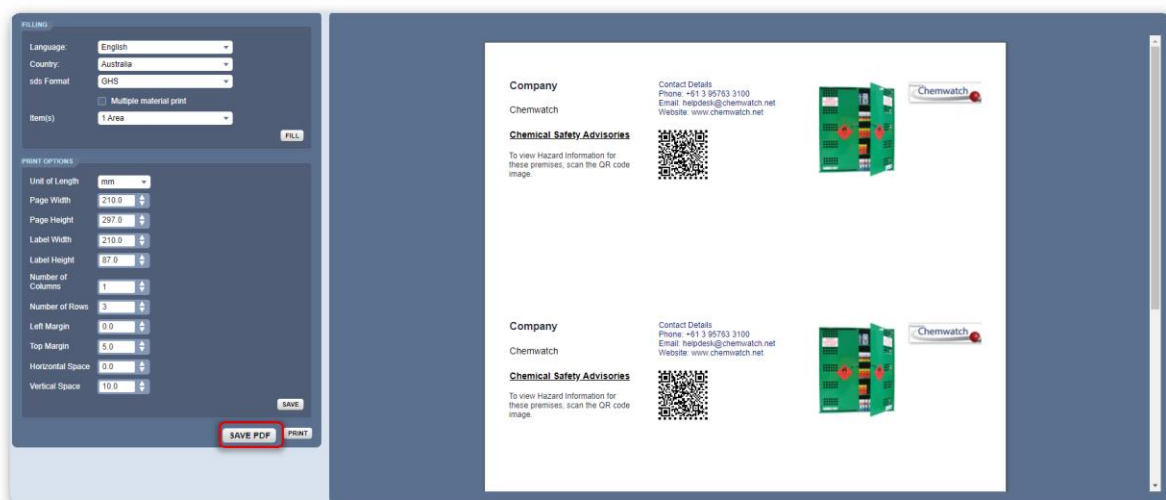 FILLING
Language: English
Country: Australia
sds Format GHS
Multiple material print
Item(s) 1 Area
FILL
PRINT OPTIONS
Unit of Length mm
Page Width 210.0
Page Height 297.0
Label Width 210.0
Label Height 87.0
Number of
Columns 1
Number of Rows 3
Left Margin 0.0
Top Margin 5.0
Horizontal Space 0.0
Vertical Space 10.0
SAVE
SAVE PDF PRINT
Company
Chemwatch
Chemical Safety Advisories
To view Hazard Information for
these premises, scan the QR code
image.
Contact Details
Phone: +61 3 95763 3100
Email: helpdesk@chemwatch.net
Website: www.chemwatch.net
Chemwatch
Company
Chemwatch
Chemical Safety Advisories
To view Hazard Information for
these premises, scan the QR code
image.
Contact Details
Phone: +61 3 95763 3100
Email: helpdesk@chemwatch.net
Website: www.chemwatch.net
Chemwatch